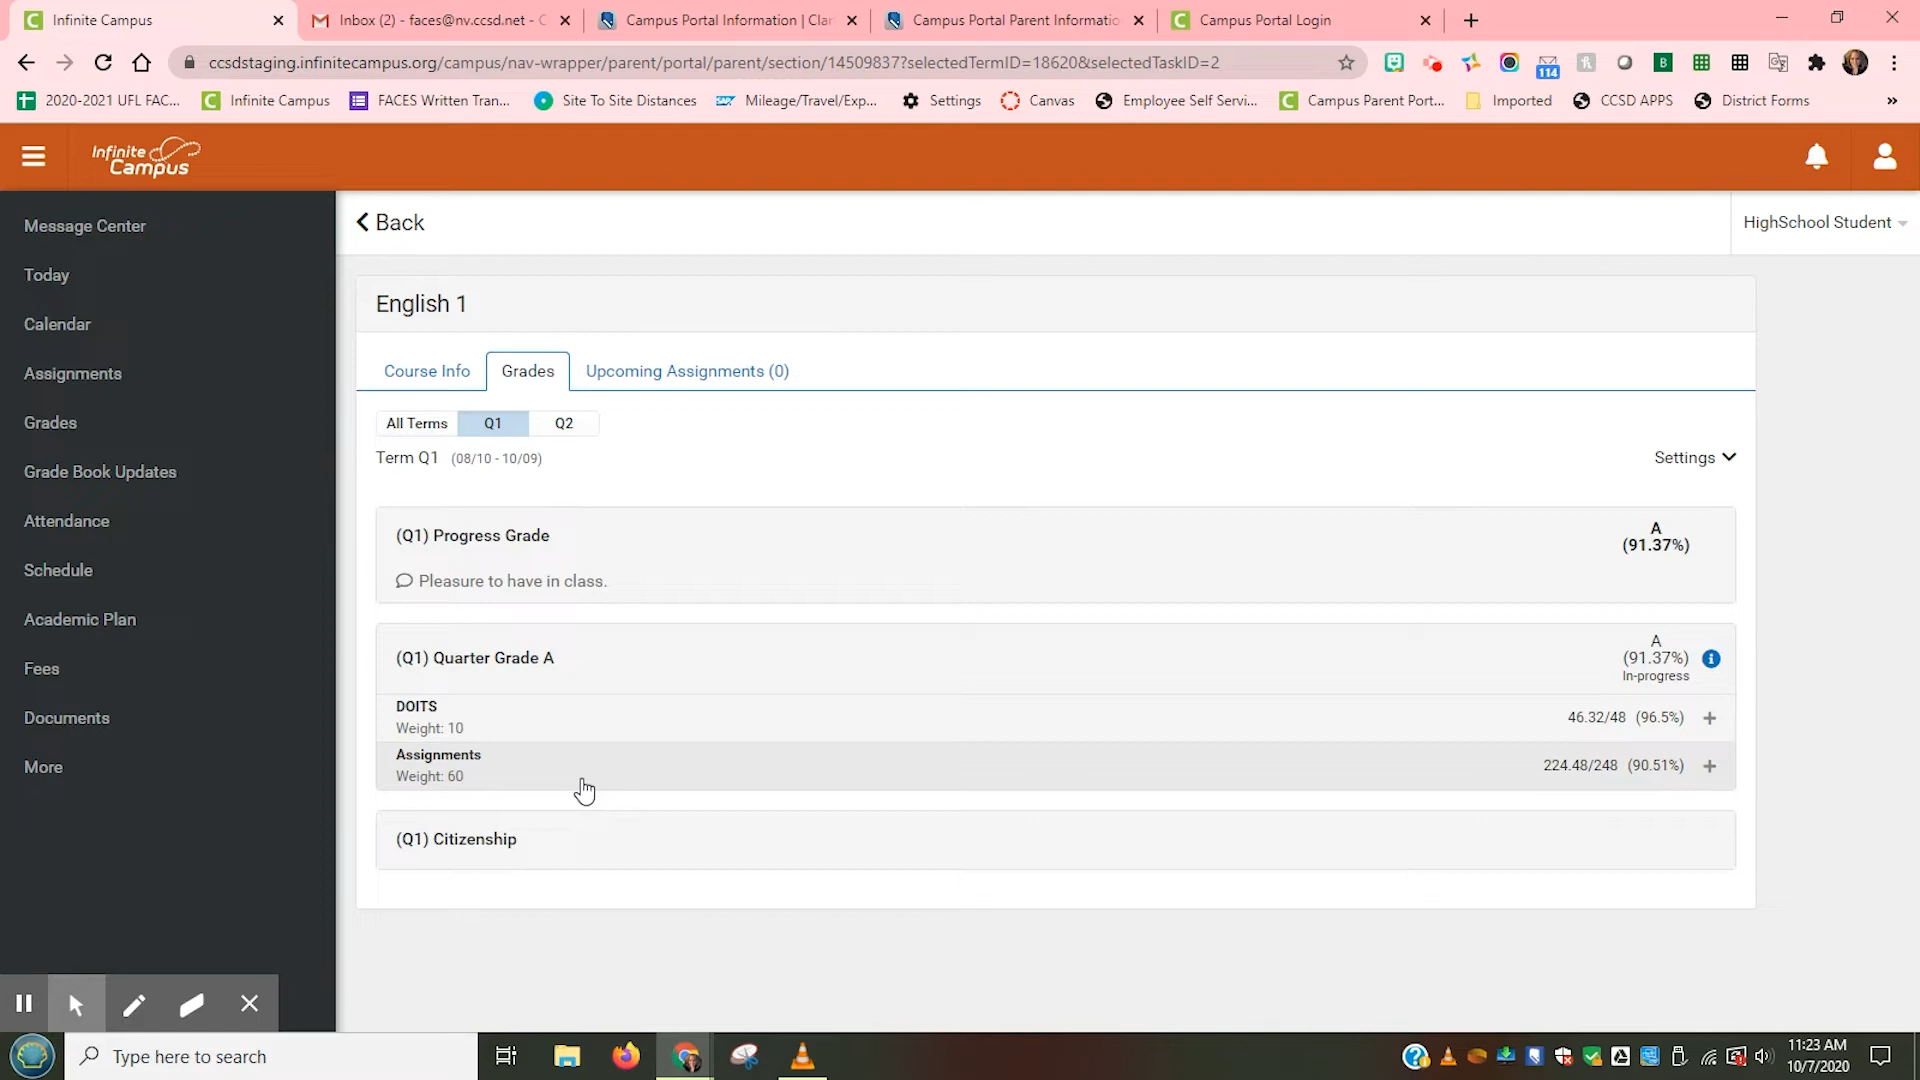 Infinite Campus
Inbox (2) - faces@nv.ccsd.net - C
Campus Portal Information | Clar
Campus Portal Parent Informatio
Campus Portal Login
ccsdstaging.infinitecampus.org/campus/nav-wrapper/parent/portal/parent/section/14509837?selectedTermID=18620&selectedTaskID=2
114
2020-2021 UFL FAC...
Infinite Campus
FACES Written Tran...
Site To Site Distances
Mileage/Travel/Exp...
Settings
Canvas
Employee Self Servi...
Campus Parent Port...
Imported
CCSD APPS
District Forms
»
Infinite
Campus
Message Center
Today
Calendar
Assignments
Grades
Grade Book Updates
Attendance
Schedule
Academic Plan
Fees
Documents
More
Back
HighSchool Student
English 1
Course Info
Grades
Upcoming Assignments (0)
All Terms
Q1
Q2
Term Q1 (08/10 - 10/09)
Settings
(Q1) Progress Grade
A
(91.37%)
Pleasure to have in class.
(Q1) Quarter Grade A
A
(91.37%)
In-progress
DOITS
Weight: 10
46.32/48 (96.5%)
Assignments
Weight: 60
224.48/248 (90.51%)
(Q1) Citizenship
Type here to search
11:23 AM
10/7/2020